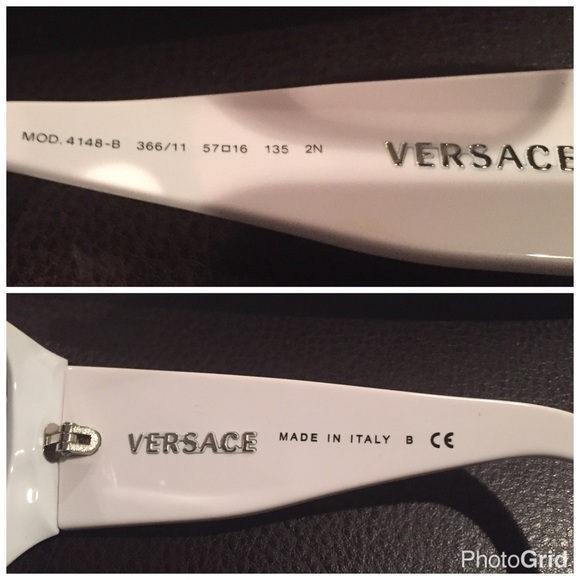 MOD. 4148-B 366/11 57□16 135 2N VERSACE
VERSACE MADE IN ITALY B CE
PhotoGrid